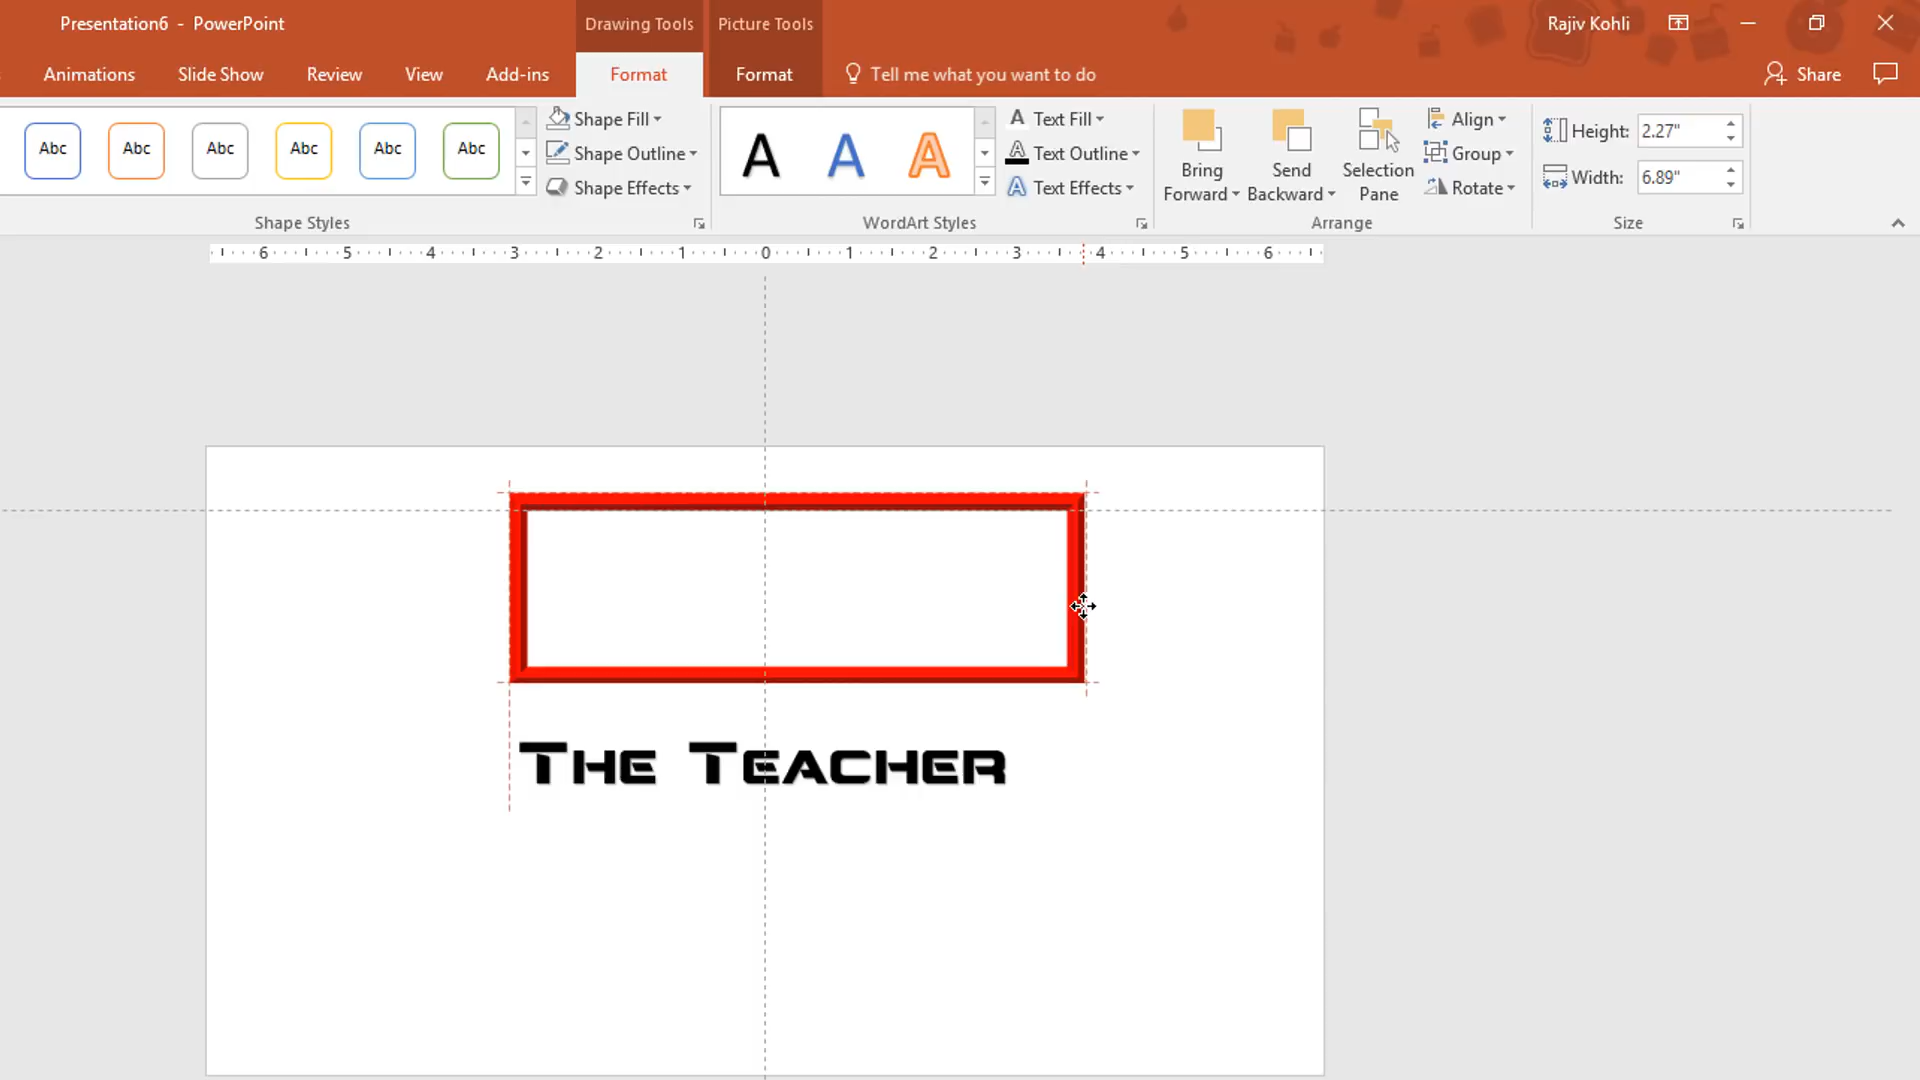 Presentation6 - PowerPoint
Drawing Tools
Picture Tools
Rajiv Kohli
Animations
Slide Show
Review
View
Add-ins
Format
Format
Tell me what you want to do
Share
Abc Abc Abc Abc Abc Abc
Shape Fill
Shape Outline
Shape Effects
Shape Styles
A A A
Text Fill
Text Outline
Text Effects
WordArt Styles
Bring
Forward
Send
Backward
Selection
Pane
Align
Group
Rotate
Arrange
Height: 2.27"
Width: 6.89"
Size
6 5 4 3 2 1 0 1 2 3 4 5 6
The Teacher